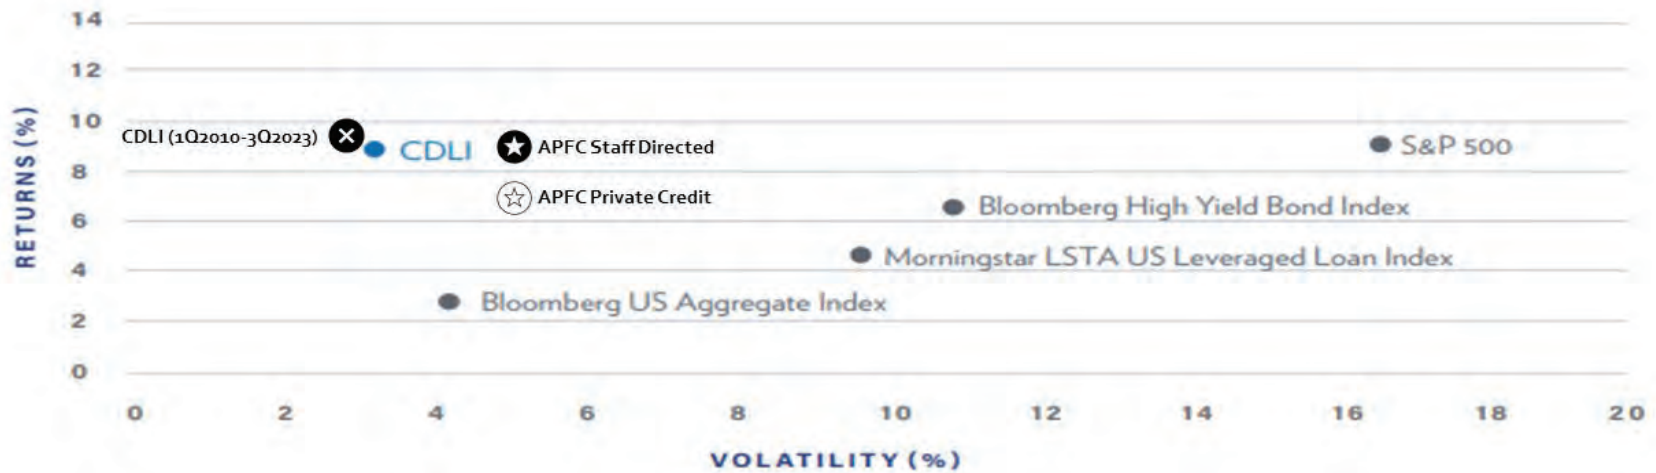 14
12
10
8
6
4
2
0
RETURNS (%)
CDLI (1Q2010-3Q2023)
CDLI
APFC Staff Directed
S&P 500
APFC Private Credit
Bloomberg High Yield Bond Index
Morningstar LSTA US Leveraged Loan Index
Bloomberg US Aggregate Index
0 2 4 6 8 10 12 14 16 18 20
VOLATILITY (%)